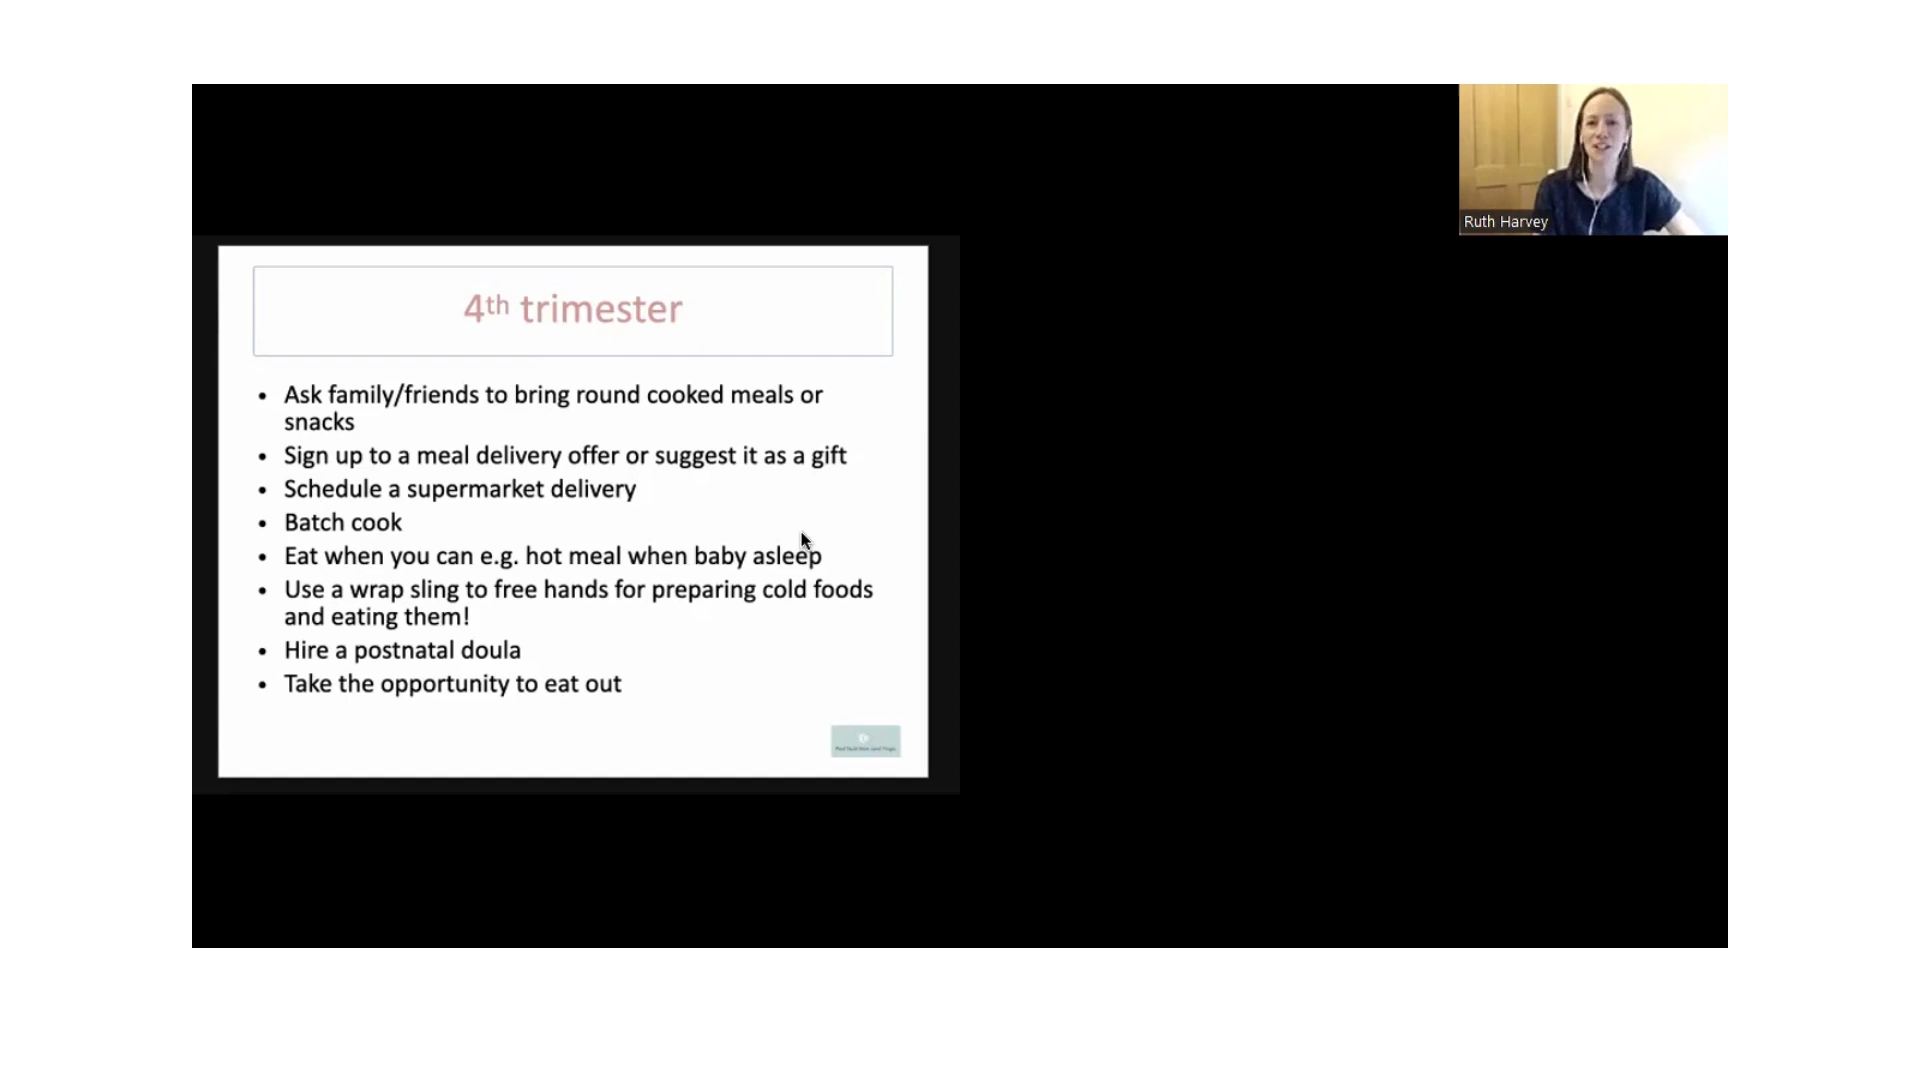 Ruth Harvey
4th trimester
• Ask family/friends to bring round cooked meals or
snacks
• Sign up to a meal delivery offer or suggest it as a gift
• Schedule a supermarket delivery
• Batch cook
• Eat when you can e.g. hot meal when baby asleep
• Use a wrap sling to free hands for preparing cold foods
and eating them!
• Hire a postnatal doula
• Take the opportunity to eat out